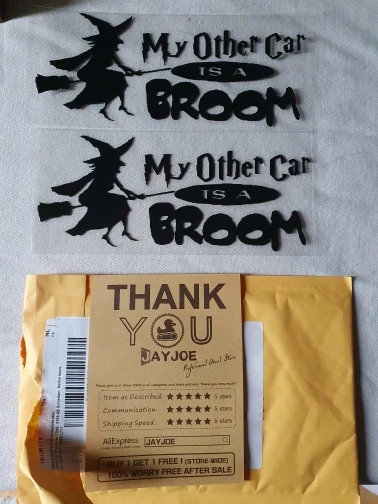 My Other Car
IS A
BROOM
My Other Car
IS A
BROOM
THANK
YOU
JAYJOE
Item as Described: 5 stars
Communication: 5 stars
Shipping Speed: 5 stars
AliExpress JAYJOE
BUY 1 GET 1 FREE! (STORE-WIDE)
100% WORRY FREE AFTER SALE